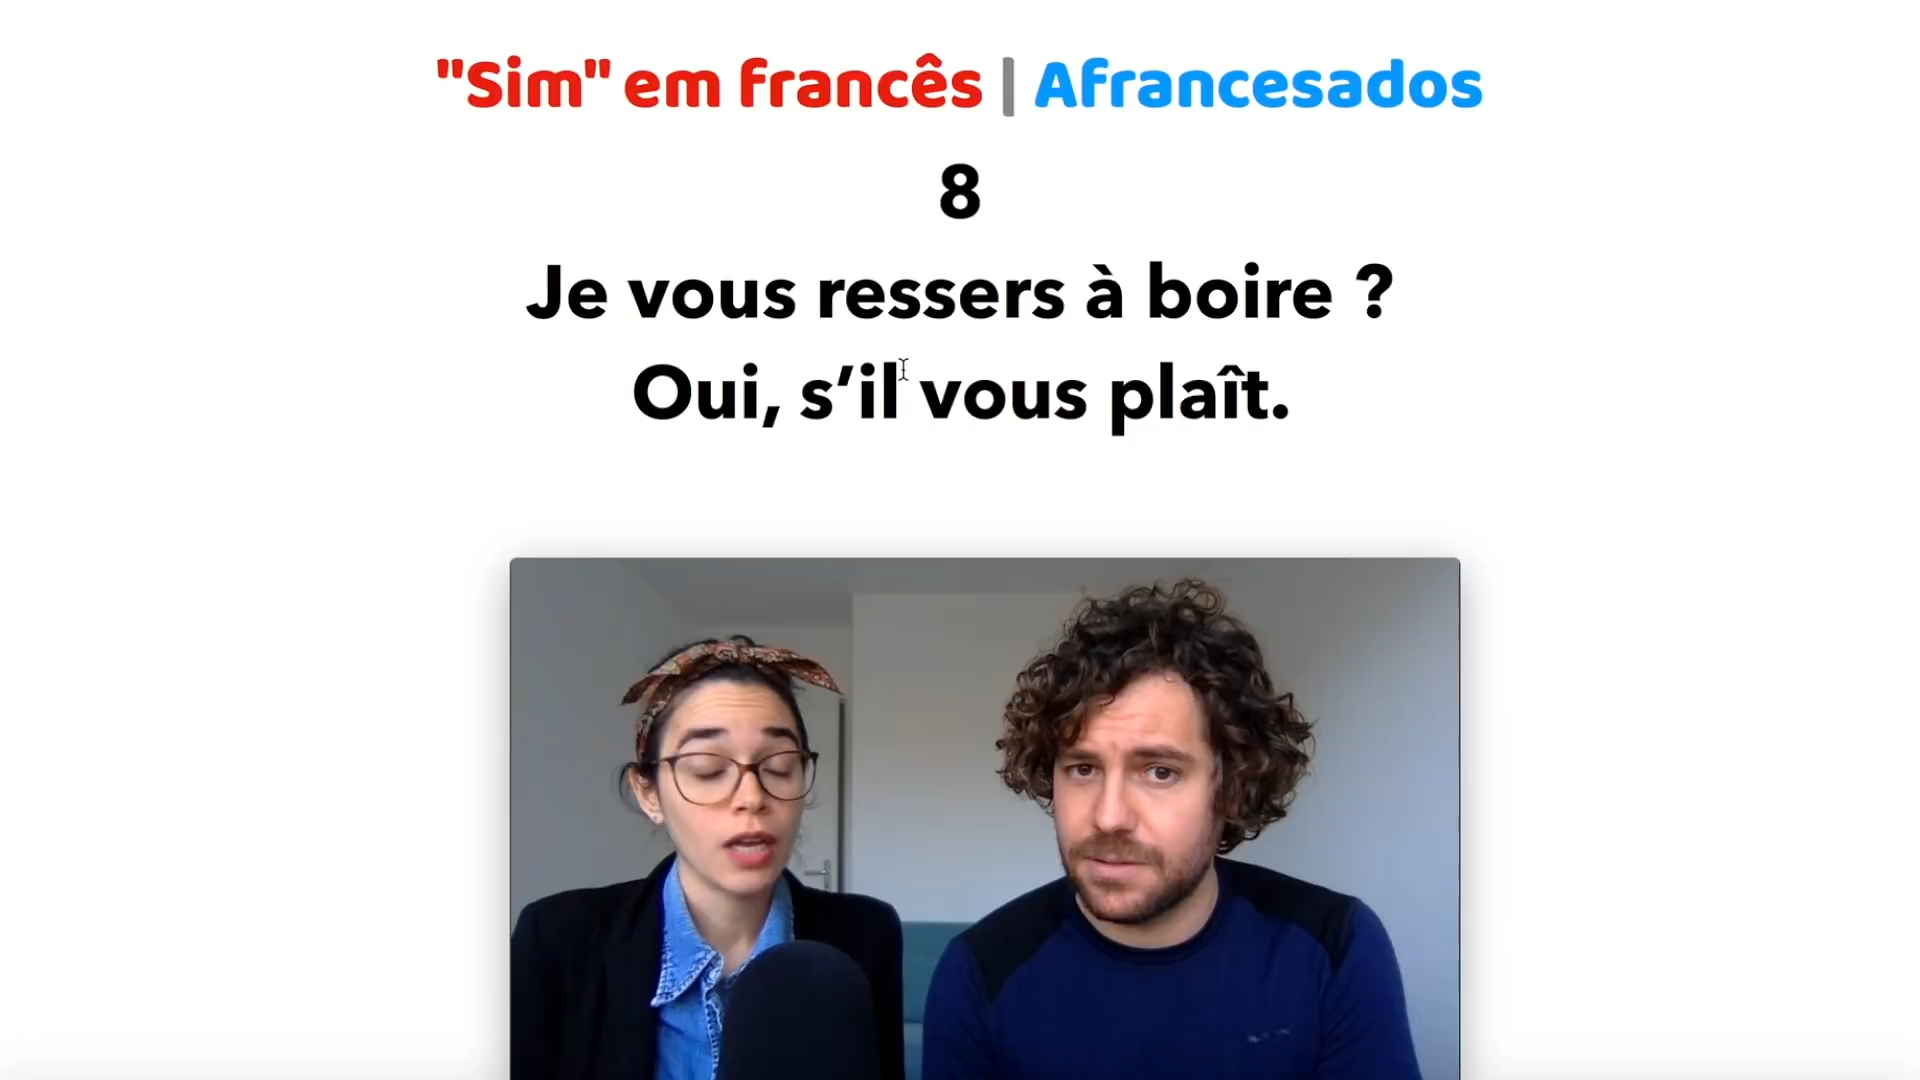 "Sim" em francês | Afrancesados
8
Je vous ressers à boire ?
Oui, s’il vous plaît.